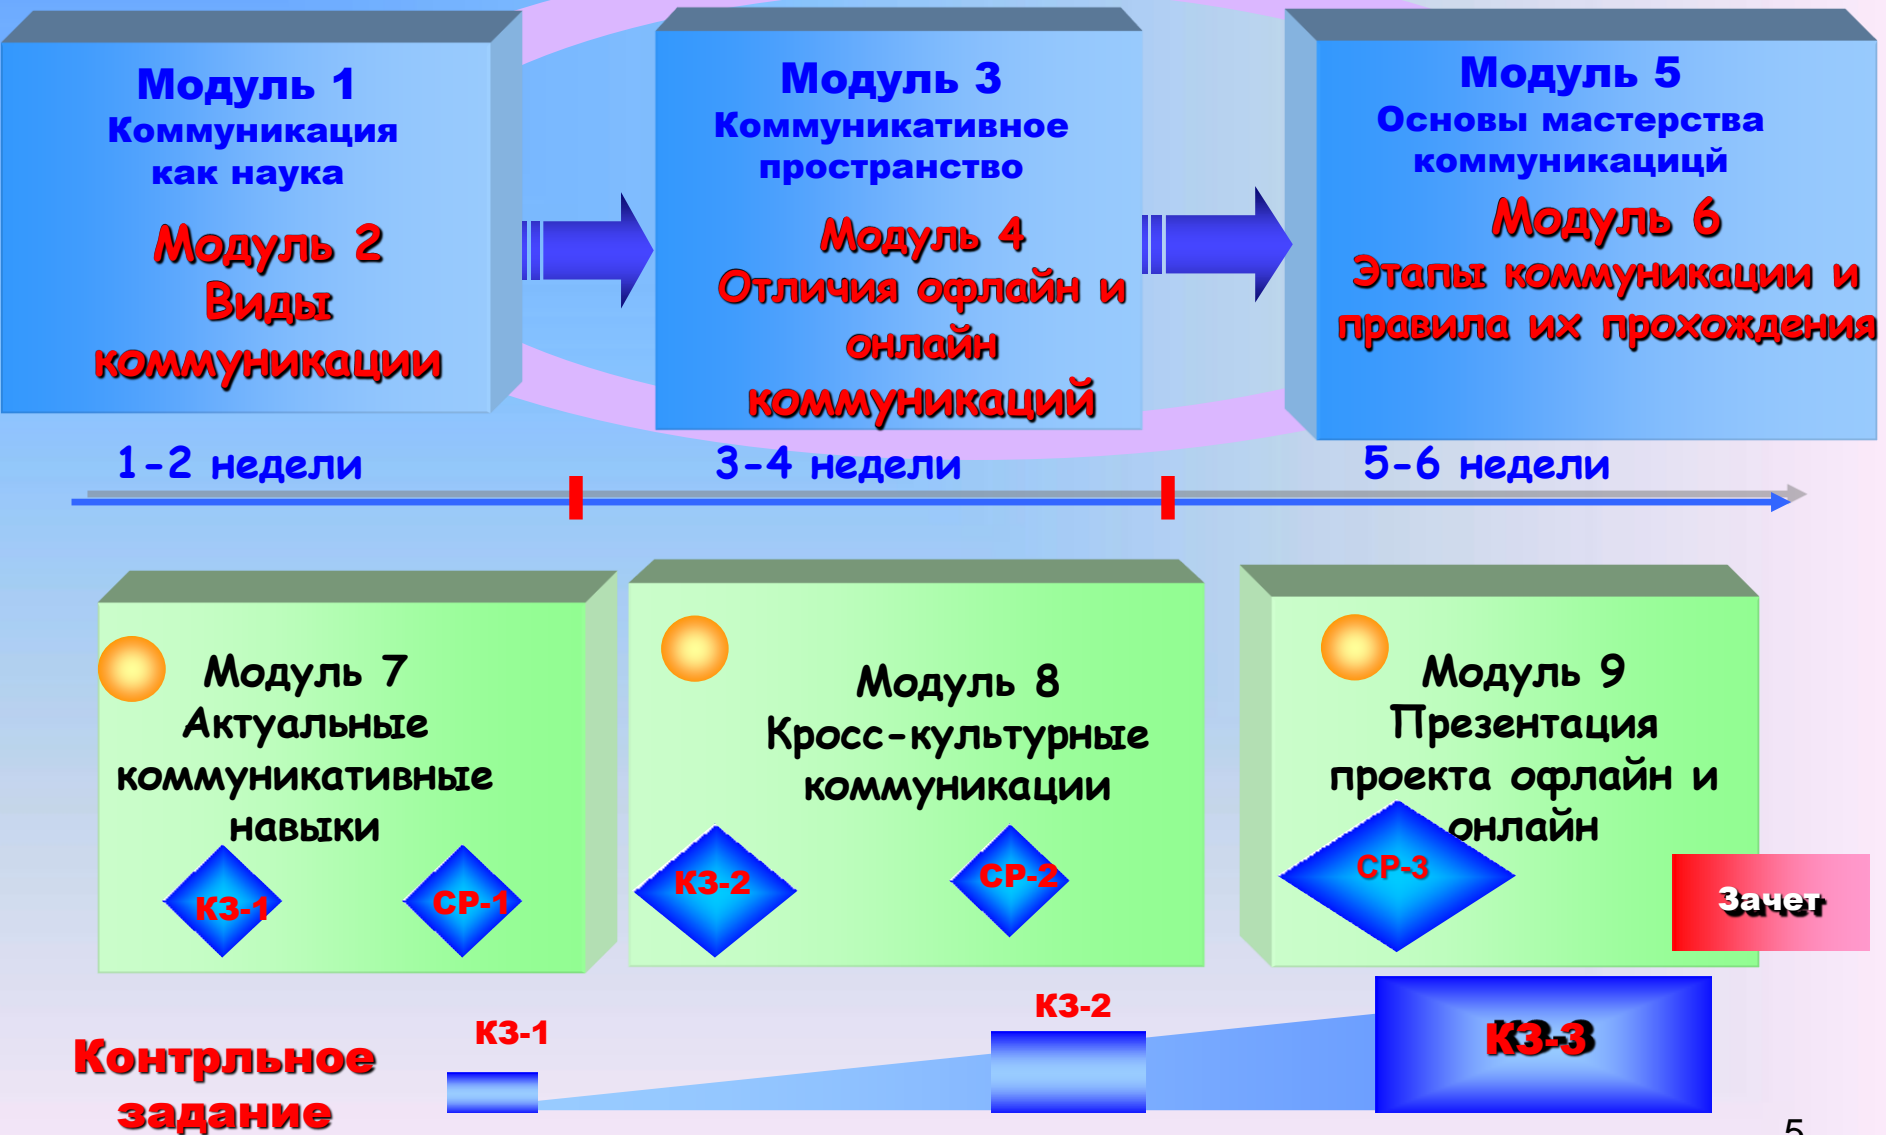 Модуль 1
Коммуникация
как наука
Модуль 2
Виды
коммуникации
Модуль 3
Коммуникативное
пространство
Модуль 4
Отличия офлайн и
онлайн
коммуникаций
Модуль 5
Основы мастерства
коммуникацицй
Модуль 6
Этапы коммуникации и
правила их прохождения
1-2 недели
3-4 недели
5-6 недели
Модуль 7
Актуальные
коммуникативные
навыки
КЗ-1
СР-1
Модуль 8
Кросс-культурные
коммуникации
КЗ-2
СР-2
Модуль 9
Презентация
проекта офлайн и
онлайн
СР-3
Зачет
Контрльное
задание
КЗ-1
КЗ-2
КЗ-3
5